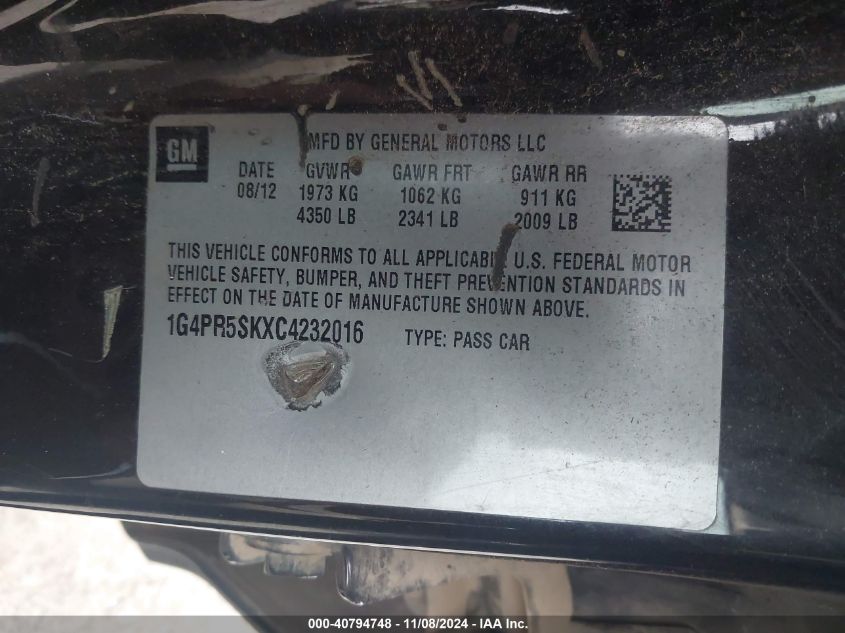 GM
MFD BY GENERAL MOTORS LLC
DATE GVWR GAWR FRT GAWR RR
08/12 1973 KG 1062 KG 911 KG
4350 LB 2341 LB 2009 LB
THIS VEHICLE CONFORMS TO ALL APPLICABLE U.S. FEDERAL MOTOR
VEHICLE SAFETY, BUMPER, AND THEFT PREVENTION STANDARDS IN
EFFECT ON THE DATE OF MANUFACTURE SHOWN ABOVE.
1G4PR5SKXC4232016 TYPE: PASS CAR
000-40794748 - 11/08/2024 - IAA Inc.